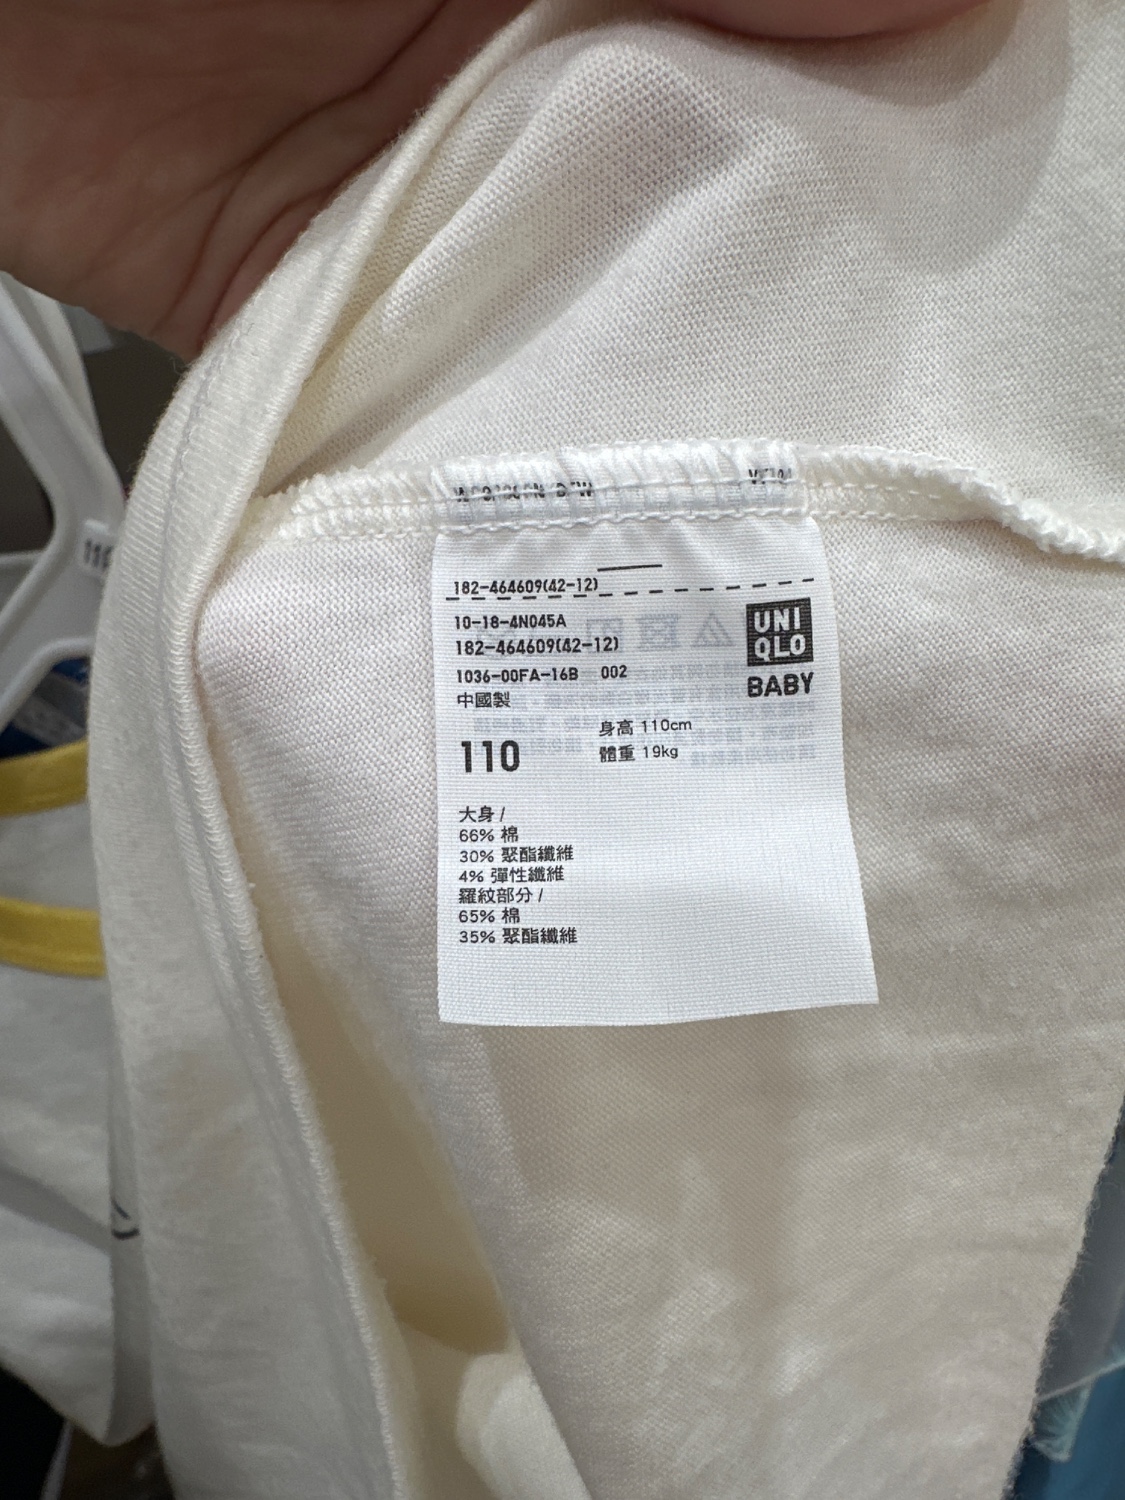 182-464609(42-12)
10-18-4N045A
182-464609(42-12)
1036-00FA-16B 002
中國製
UNI
QLO
BABY
110
身高 110cm
體重 19kg
大身 /
66% 棉
30% 聚酯纖維
4% 彈性纖維
羅紋部分 /
65% 棉
35% 聚酯纖維